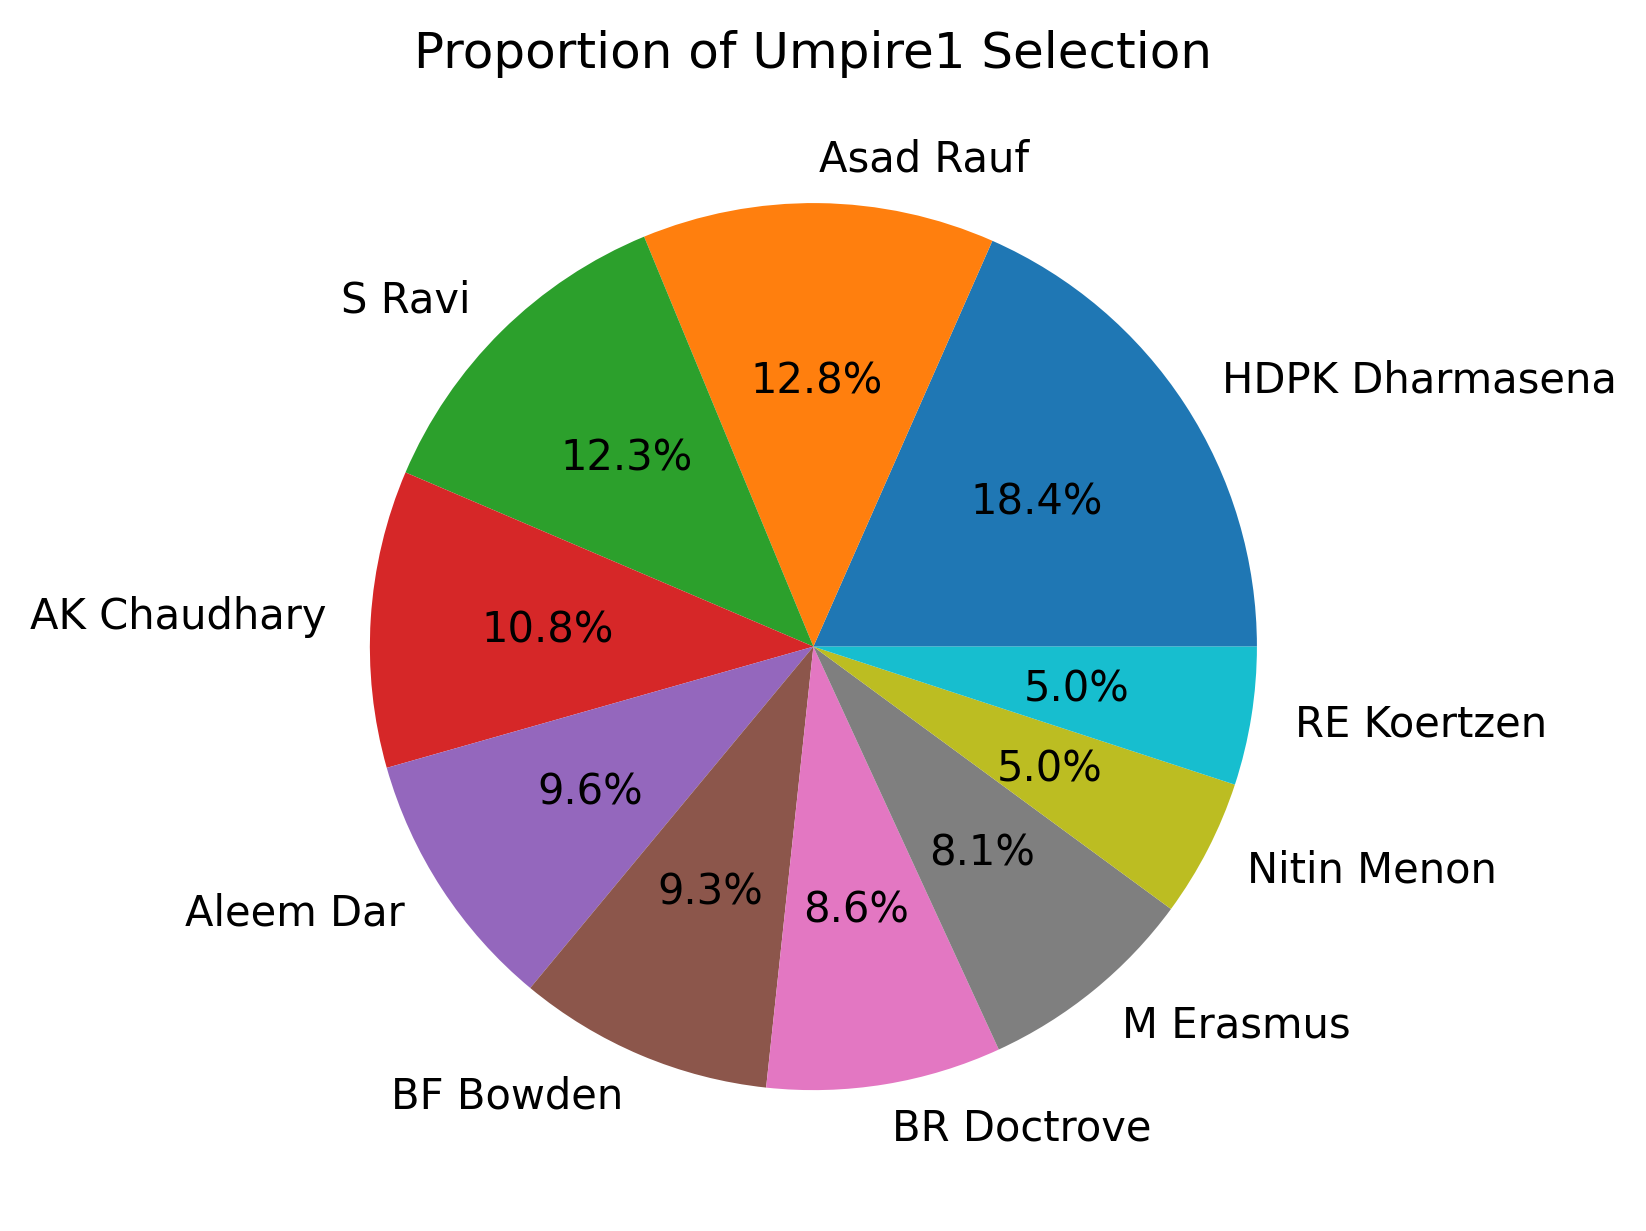 Proportion of Umpire1 Selection
Asad Rauf
S Ravi
HDPK Dharmasena
12.8%
12.3%
18.4%
AK Chaudhary
10.8%
5.0%
RE Koertzen
5.0%
9.6%
8.1%
Nitin Menon
9.3%
8.6%
Aleem Dar
M Erasmus
BF Bowden
BR Doctrove